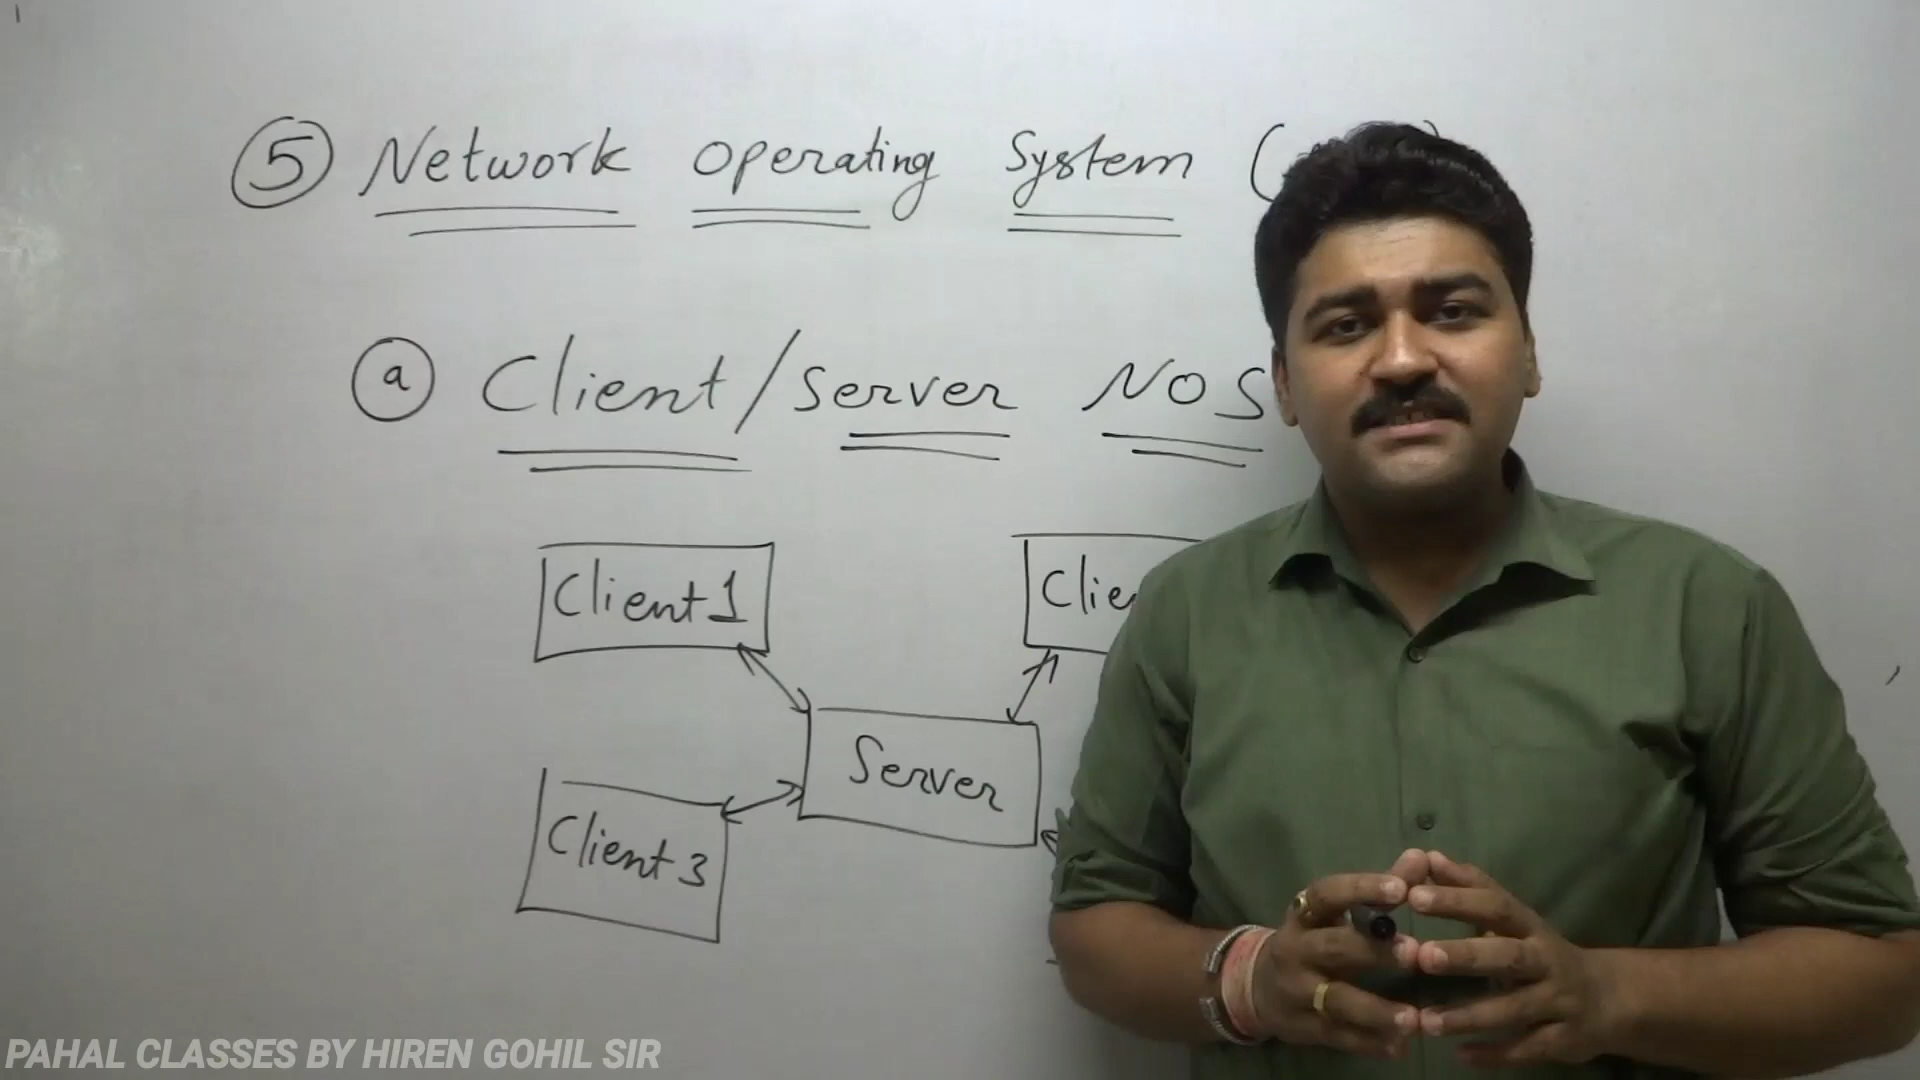 5 Network operating System (
a Client/Server NOS
Client 1
Server
Client 3
PAHAL CLASSES BY HIREN GOHIL SIR